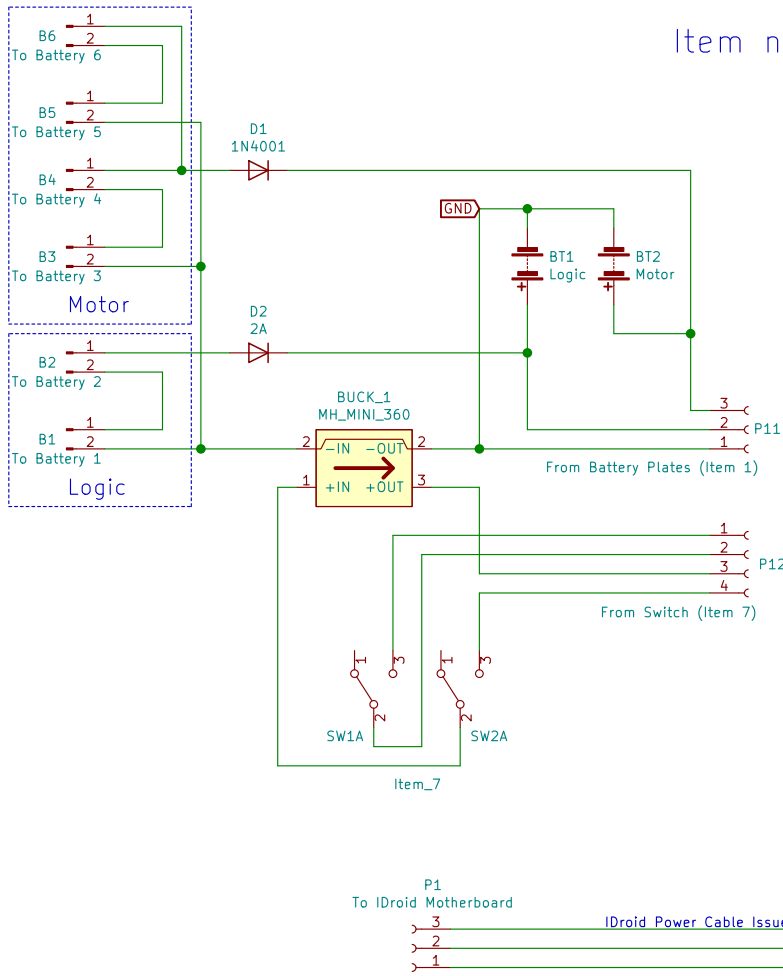 Item n
1
B6
2
To Battery 6
1
B5
2
To Battery 5
1
B4
2
To Battery 4
1
B3
2
To Battery 3
Motor
D1
1N4001
GND
BT1
Logic
+
BT2
Motor
+
D2
2A
1
B2
2
To Battery 2
1
B1
2
To Battery 1
Logic
BUCK_1
MH_MINI_360
2 -IN -OUT 2
1 +IN +OUT 3
3
2 P11
1
From Battery Plates (Item 1)
1
2
P12
3
4
From Switch (Item 7)
1 3
2
SW1A
1 3
2
SW2A
Item_7
P1
To IDroid Motherboard
3
2
1
IDroid Power Cable Issue